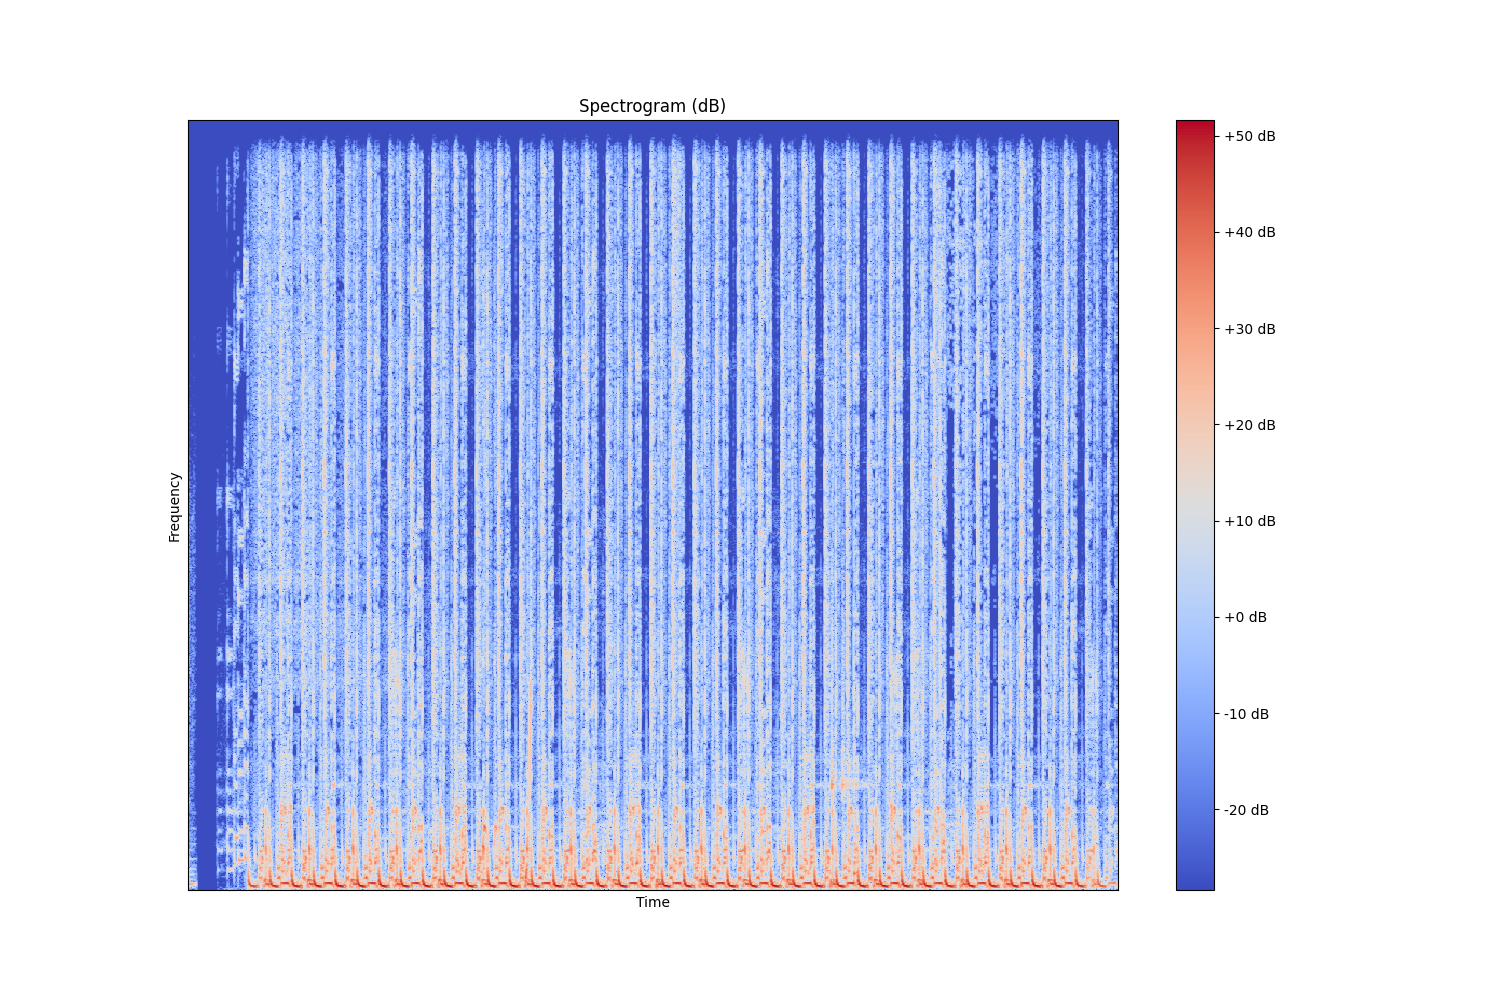 Spectrogram (dB)
Frequency
Time
+50 dB
+40 dB
+30 dB
+20 dB
+10 dB
+0 dB
-10 dB
-20 dB